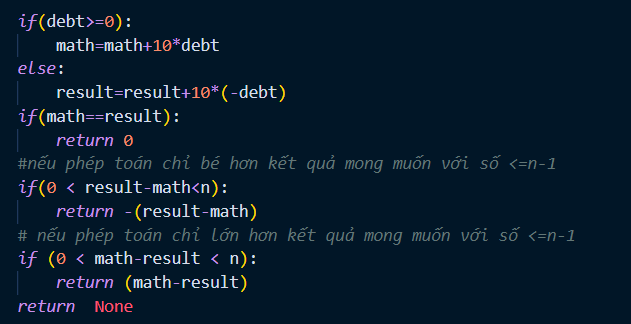 if(debt>=0):
    math=math+10*debt
else:
    result=result+10*(-debt)
if(math==result):
    return 0
#nếu phép toán chỉ bé hơn kết quả mong muốn với số <=n-1
if(0 < result-math<n):
    return -(result-math)
# nếu phép toán chỉ lớn hơn kết quả mong muốn với số <=n-1
if (0 < math-result < n):
    return (math-result)
return  None